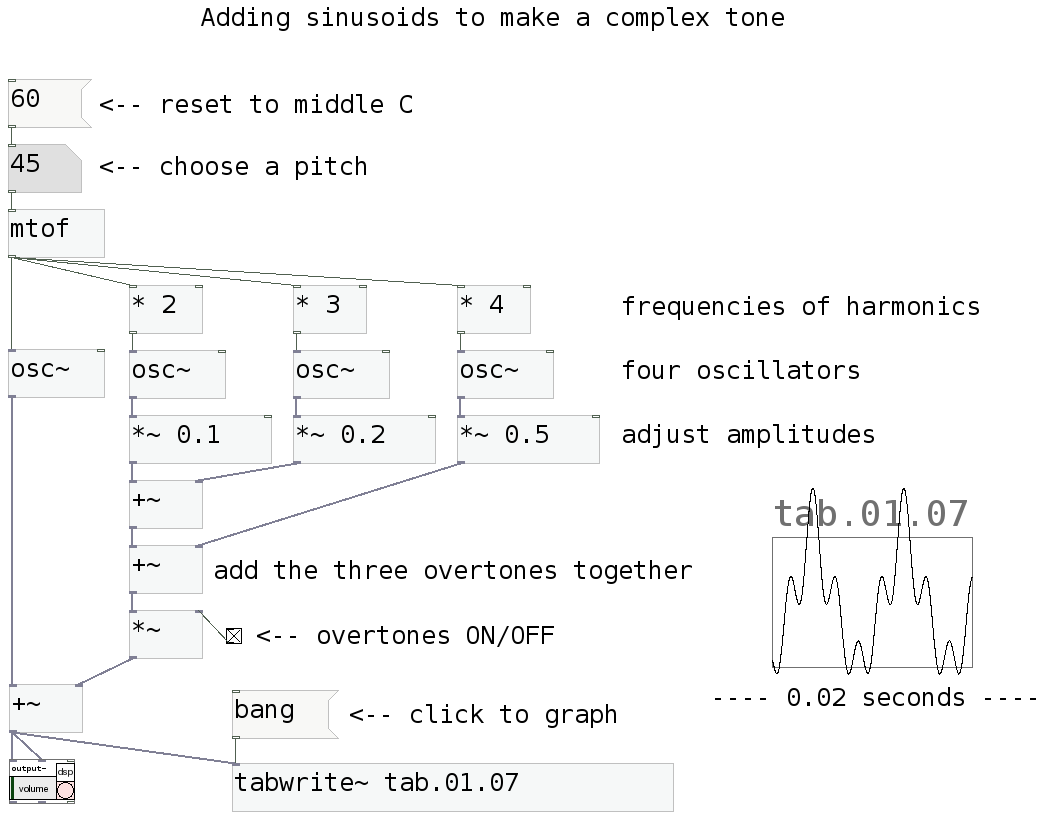 Adding sinusoids to make a complex tone
60
<-- reset to middle C
45
<-- choose a pitch
mtof
* 2
* 3
* 4
frequencies of harmonics
osc~
osc~
osc~
osc~
four oscillators
*~ 0.1
*~ 0.2
*~ 0.5
adjust amplitudes
+~
tab.01.07
+~
add the three overtones together
*~
<-- overtones ON/OFF
+~
---- 0.02 seconds ----
bang
<-- click to graph
output~
dsp
volume
tabwrite~ tab.01.07